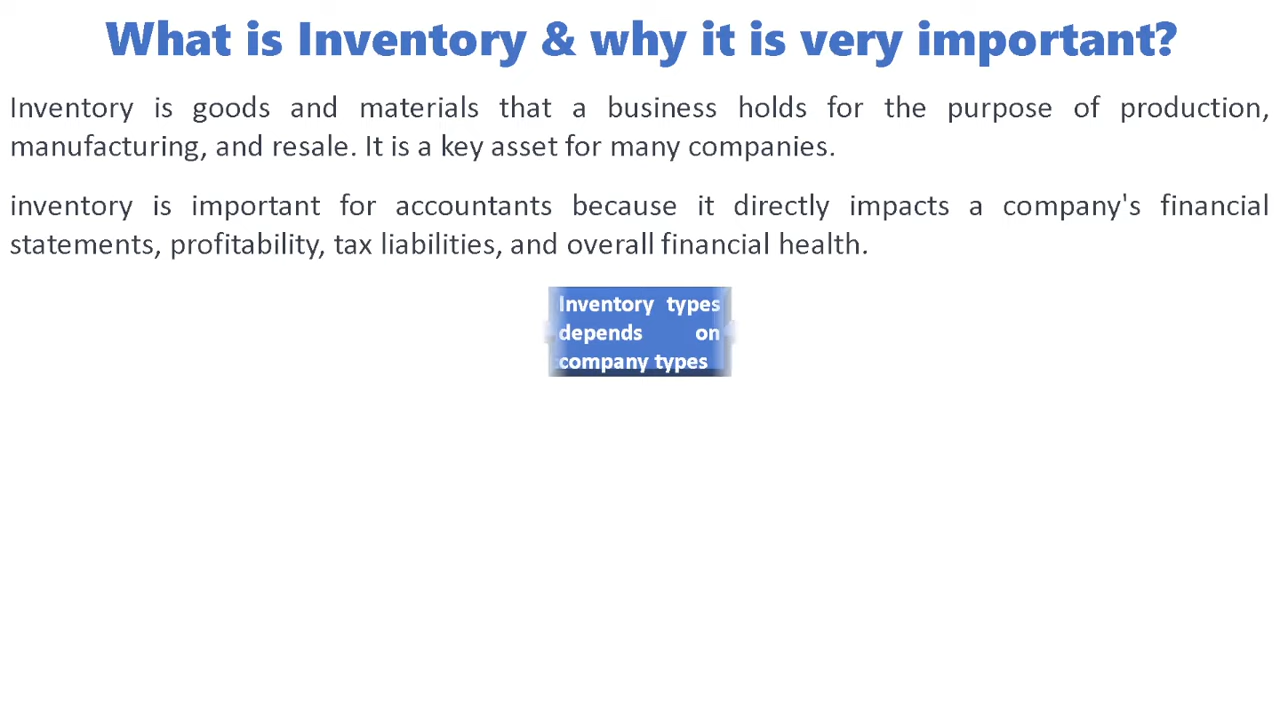 What is Inventory & why it is very important?
Inventory is goods and materials that a business holds for the purpose of production,
manufacturing, and resale. It is a key asset for many companies.
inventory is important for accountants because it directly impacts a company's financial
statements, profitability, tax liabilities, and overall financial health.
Inventory types
depends on
company types